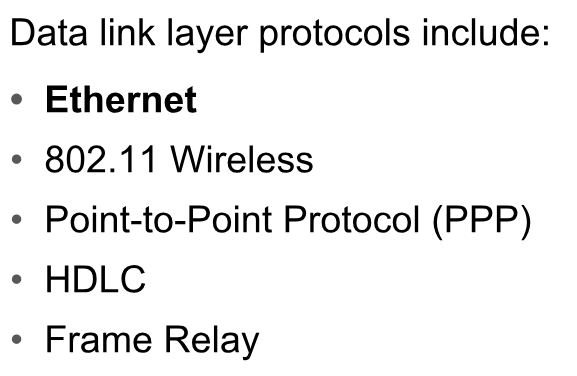 Data link layer protocols include:
• Ethernet
• 802.11 Wireless
• Point-to-Point Protocol (PPP)
• HDLC
• Frame Relay